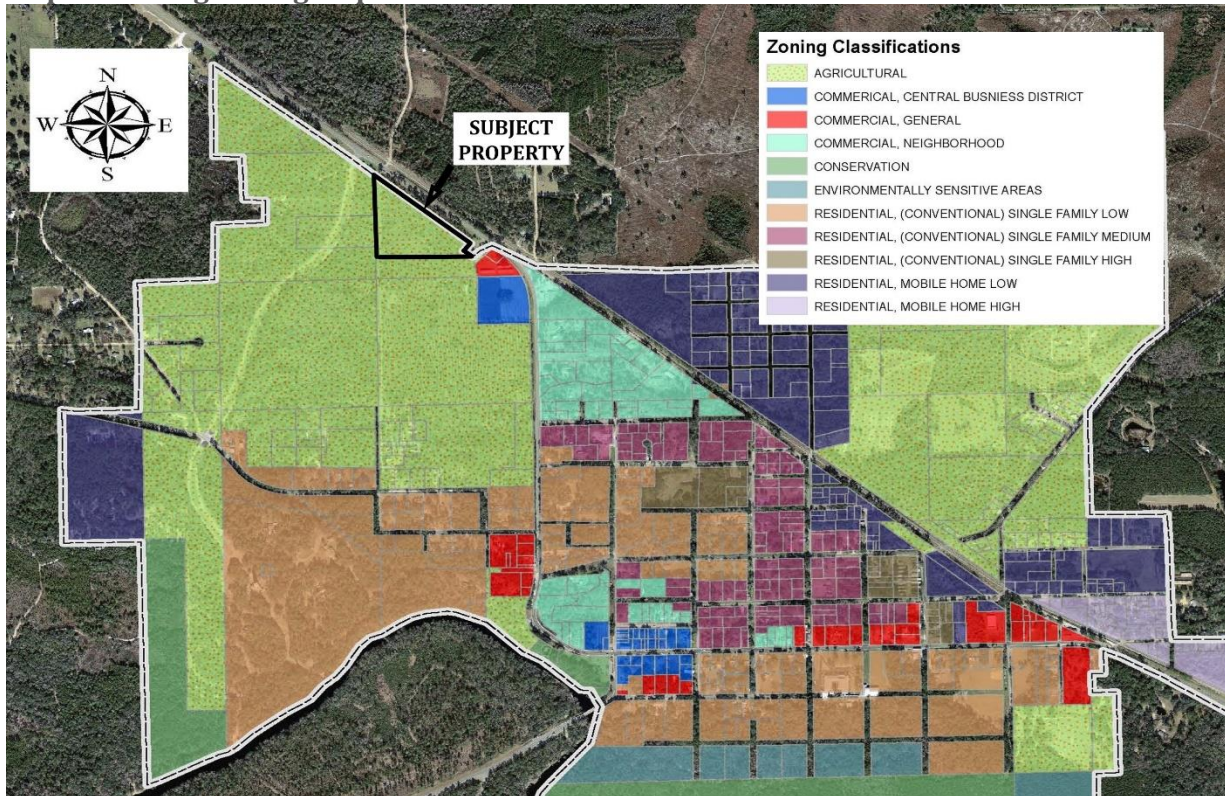 N
W E
S
SUBJECT
PROPERTY
Zoning Classifications
AGRICULTURAL
COMMERICAL, CENTRAL BUSNIESS DISTRICT
COMMERCIAL, GENERAL
COMMERCIAL, NEIGHBORHOOD
CONSERVATION
ENVIRONMENTALLY SENSITIVE AREAS
RESIDENTIAL, (CONVENTIONAL) SINGLE FAMILY LOW
RESIDENTIAL, (CONVENTIONAL) SINGLE FAMILY MEDIUM
RESIDENTIAL, (CONVENTIONAL) SINGLE FAMILY HIGH
RESIDENTIAL, MOBILE HOME LOW
RESIDENTIAL, MOBILE HOME HIGH